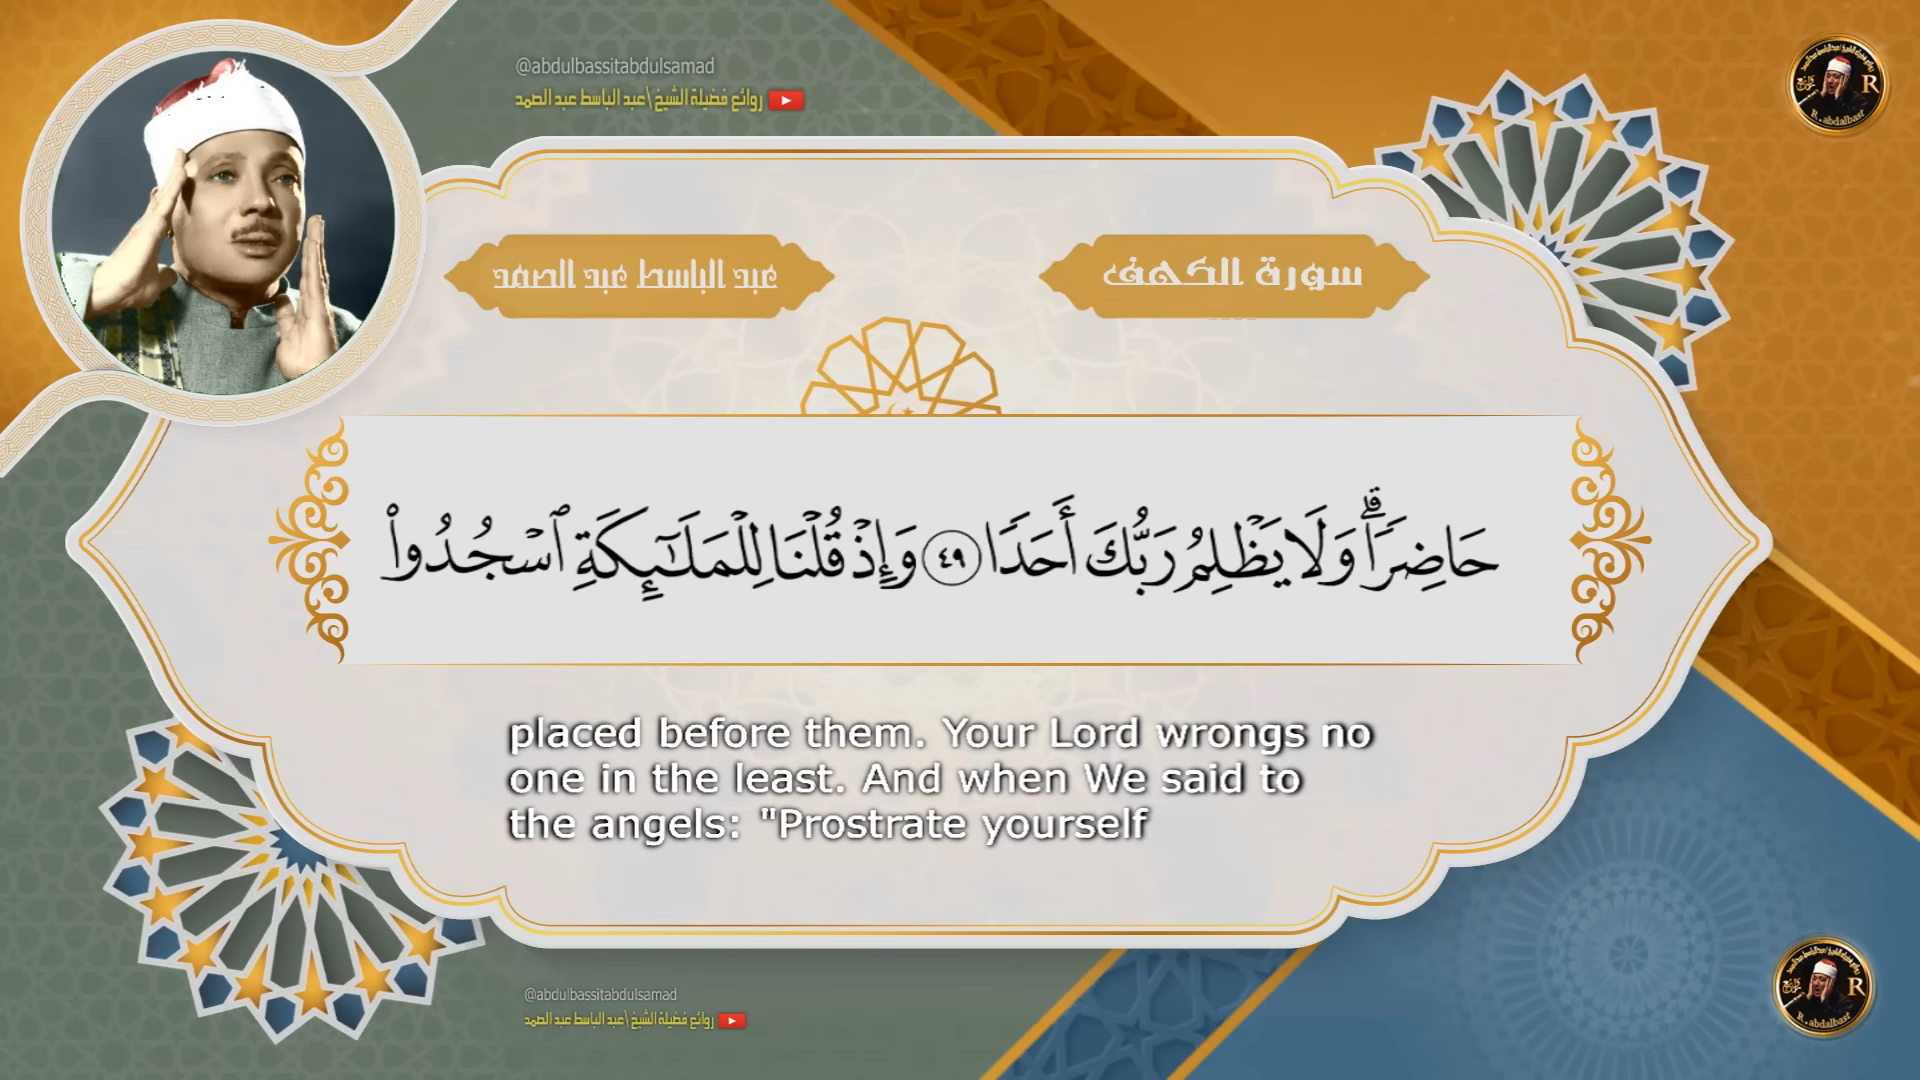 @abdulbassitabdulsamad
روائع فضيلة الشيخ\عبد الباسط عبد الصمد
R
R.abdalbast
سورة الكهف
عبد الباسط عبد الصمد
حَاضِرًا ۗ وَلَا يَظْلِمُ رَبُّكَ أَحَدًا ٤٩ وَإِذْ قُلْنَا لِلْمَلَـٰٓئِكَةِ ٱسْجُدُوا۟
placed before them. Your Lord wrongs no
one in the least. And when We said to
the angels: "Prostrate yourself
@abdulbassitabdulsamad
روائع فضيلة الشيخ\عبد الباسط عبد الصمد
R
R.abdalbast